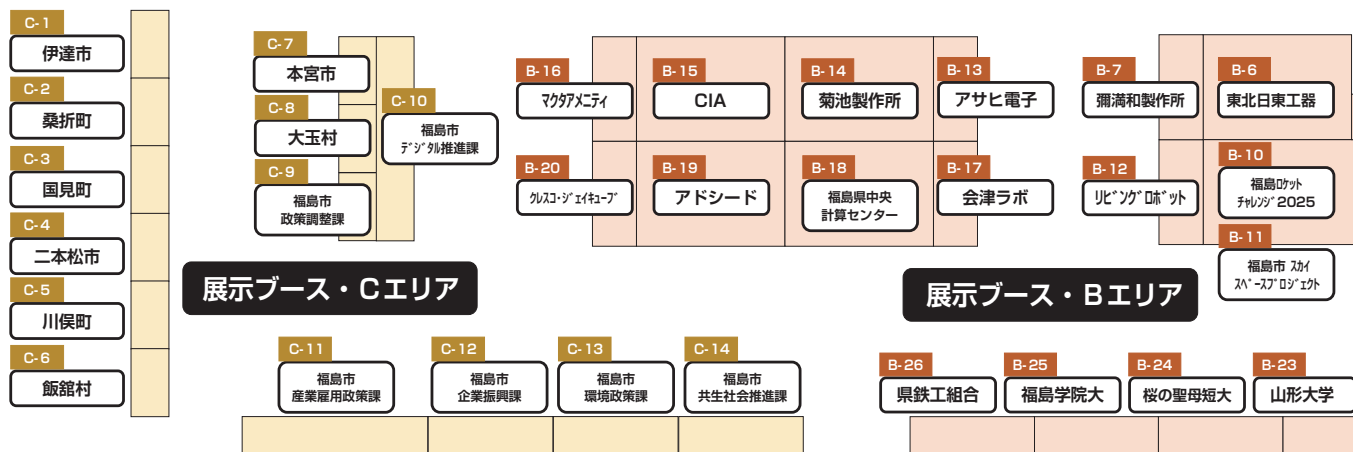 C-1
伊達市
C-2
桑折町
C-3
国見町
C-4
二本松市
C-5
川俣町
C-6
飯舘村
C-7
本宮市
C-8
大玉村
C-9
福島市
政策調整課
C-10
福島市
デジタル推進課
B-16
マクタアメニティ
B-15
CIA
B-14
菊池製作所
B-13
アサヒ電子
B-20
クレスコ・ジェイキューブ
B-19
アドシード
B-18
福島県中央
計算センター
B-17
会津ラボ
B-7
彌満和製作所
B-6
東北日東工器
B-12
リビングロボット
B-10
福島ロケット
チャレンジ2025
B-11
福島市 スカイ
スペースプロジェクト
展示ブース・Cエリア
展示ブース・Bエリア
C-11
福島市
産業雇用政策課
C-12
福島市
企業振興課
C-13
福島市
環境政策課
C-14
福島市
共生社会推進課
B-26
県鉄工組合
B-25
福島学院大
B-24
桜の聖母短大
B-23
山形大学